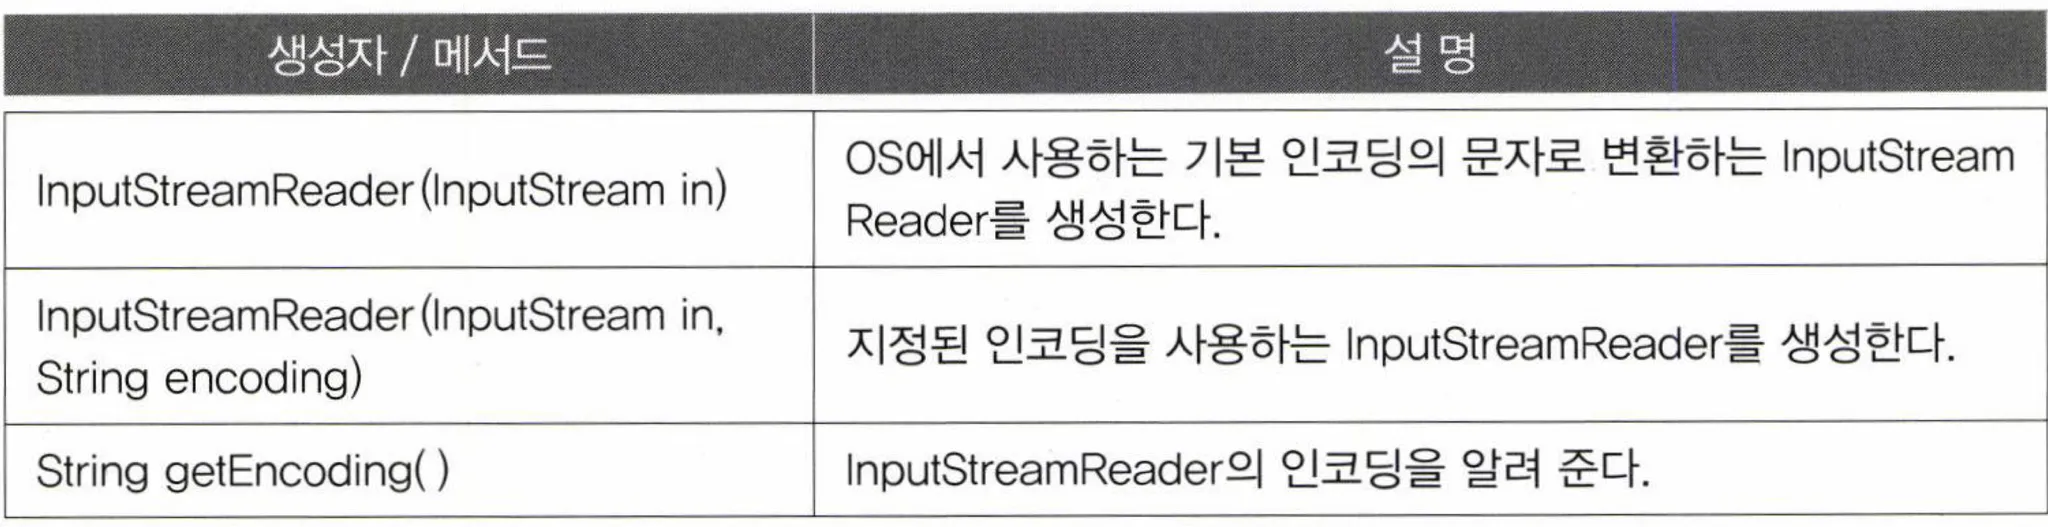 생성자 / 메서드
설 명
InputStreamReader(InputStream in)
OS에서 사용하는 기본 인코딩의 문자로 변환하는 InputStream
Reader를 생성한다.
InputStreamReader(InputStream in,
String encoding)
지정된 인코딩을 사용하는 InputStreamReader를 생성한다.
String getEncoding( )
InputStreamReader의 인코딩을 알려 준다.